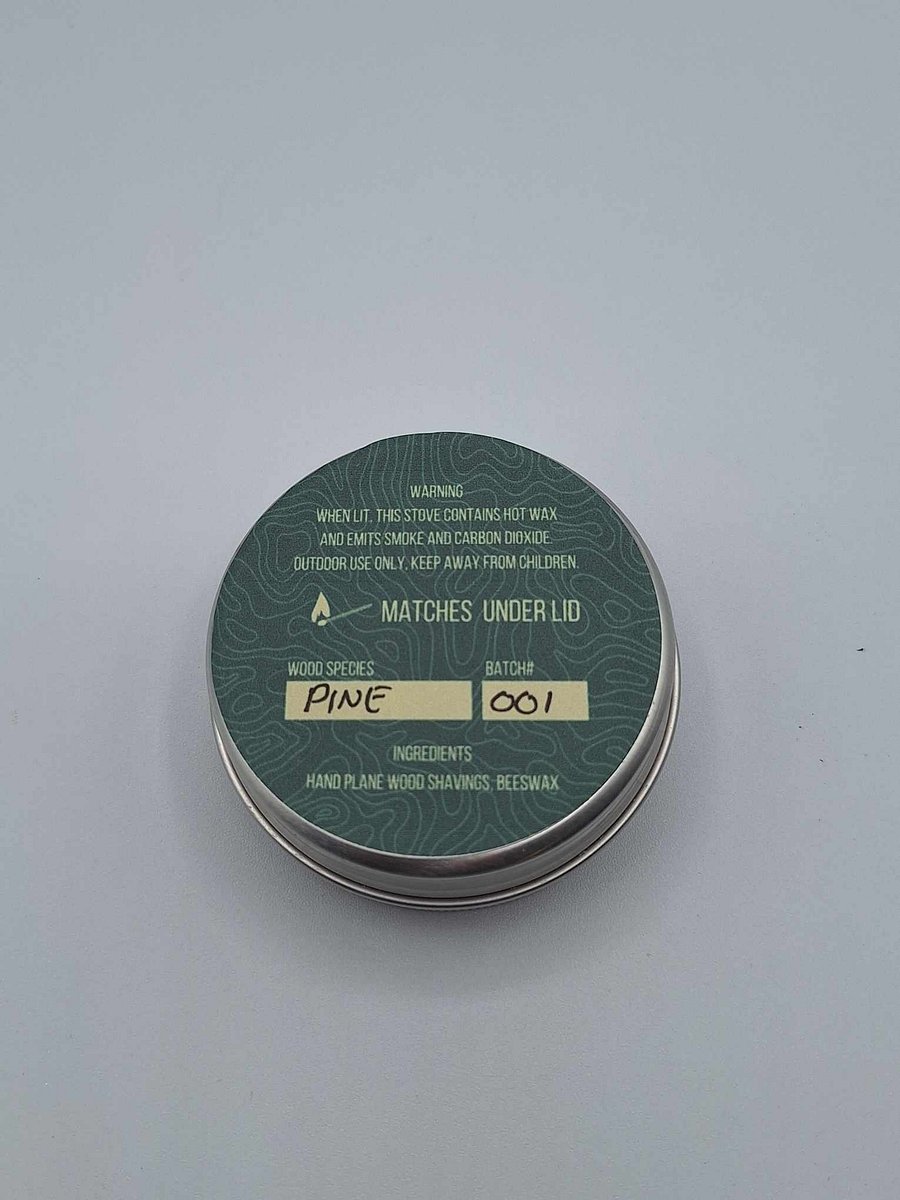 WARNING
WHEN LIT, THIS STOVE CONTAINS HOT WAX
AND EMITS SMOKE AND CARBON DIOXIDE.
OUTDOOR USE ONLY, KEEP AWAY FROM CHILDREN.
MATCHES UNDER LID
WOOD SPECIES BATCH#
PINE 001
INGREDIENTS
HAND PLANE WOOD SHAVINGS, BEESWAX